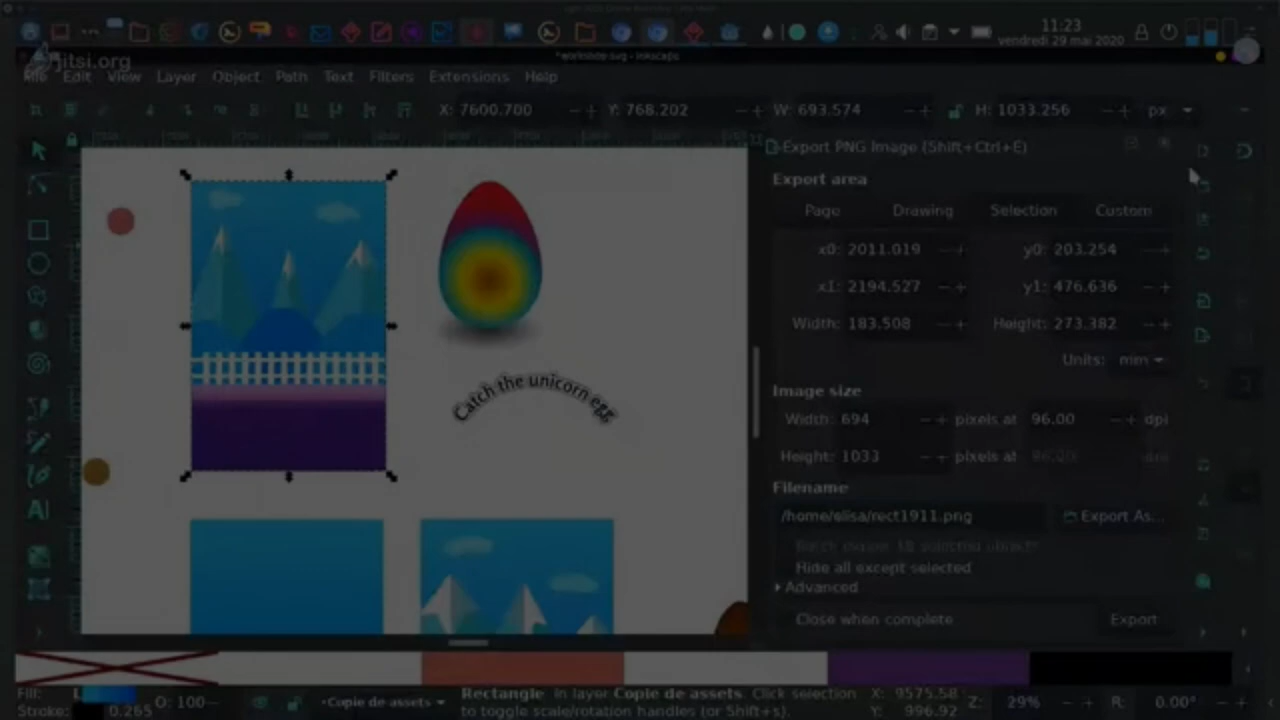 11:23
vendredi 29 mai 2020
jitsi.org
*workshop.svg - Inkscape
File Edit View Layer Object Path Text Filters Extensions Help
X: 7600.700 - + Y: 768.202 - + W: 693.574 - + H: 1033.256 - + px
Export PNG Image (Shift+Ctrl+E)
Export area
Page Drawing Selection Custom
x0: 2011.019 - + y0: 203.254 - +
x1: 2194.527 - + y1: 476.636 - +
Width: 183.508 - + Height: 273.382 - +
Units: mm
Image size
Width: 694 - + pixels at 96.00 - + dpi
Height: 1033 - + pixels at 96.00 dpi
Filename
/home/elisa/rect1911.png Export As...
Hide all except selected
Advanced
Close when complete Export
Catch the unicorn egg
Fill: L O: 100 Copie de assets Rectangle in layer Copie de assets. Click selection X: 9575.58 Z: 29% - + R: 0.00° - +
Stroke: 0.265 to toggle scale/rotation handles (or Shift+s). Y: 996.92